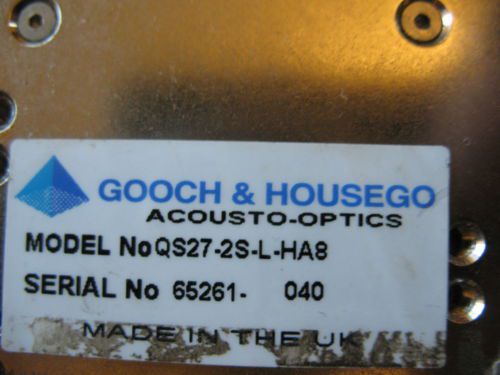 GOOCH & HOUSEGO
ACOUSTO-OPTICS
MODEL No QS27-2S-L-HA8
SERIAL No 65261- 040
MADE IN THE UK